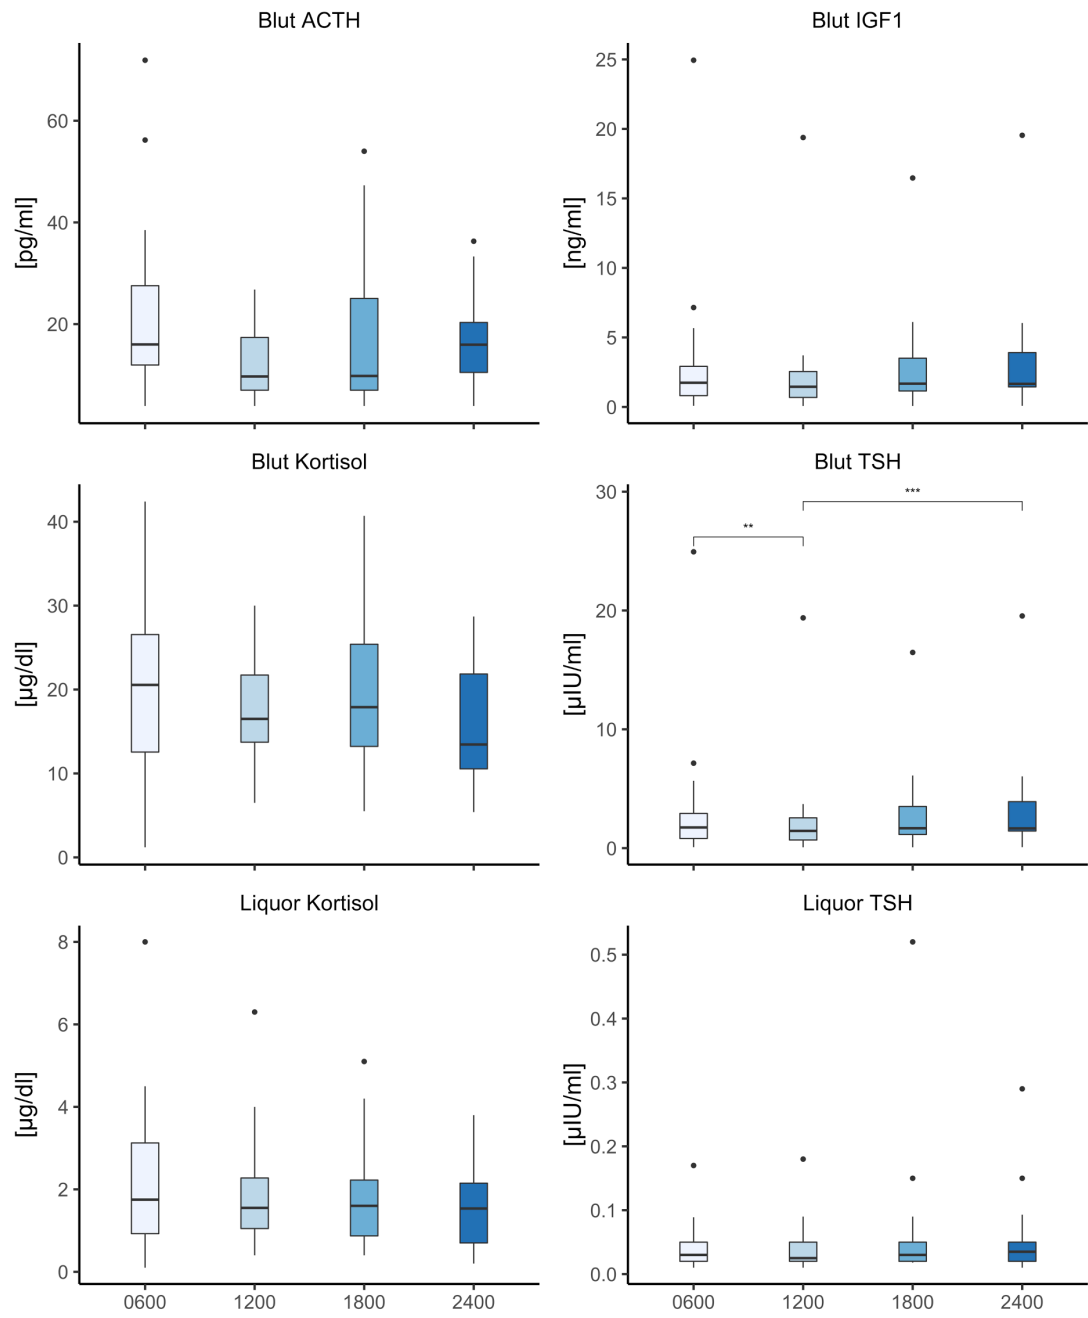 Blut ACTH
[pg/ml]
60
40
20
Blut IGF1
[ng/ml]
25
20
15
10
5
0
Blut Kortisol
[µg/dl]
40
30
20
10
0
Blut TSH
[µIU/ml]
30
20
10
0
**
***
Liquor Kortisol
[µg/dl]
8
6
4
2
0
0600 1200 1800 2400
Liquor TSH
[µIU/ml]
0.5
0.4
0.3
0.2
0.1
0.0
0600 1200 1800 2400